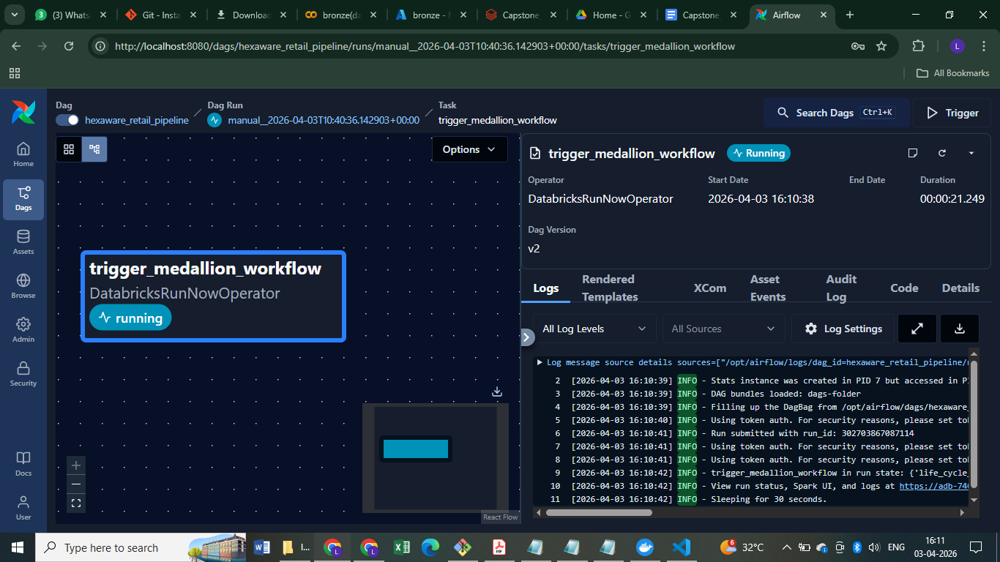 3
(3) Whats
Git - Insta
Downloac
bronze(da
bronze - M
Capstone_
Home - G
Capstone_
Airflow
http://localhost:8080/dags/hexaware_retail_pipeline/runs/manual__2026-04-03T10:40:36.142903+00:00/tasks/trigger_medallion_workflow
L
All Bookmarks
Dag
hexaware_retail_pipeline
Dag Run
manual__2026-04-03T10:40:36.142903+00:00
Task
trigger_medallion_workflow
Search Dags Ctrl+K
Trigger
Home
Dags
Assets
Browse
Admin
Security
Docs
User
Options
trigger_medallion_workflow
DatabricksRunNowOperator
running
React Flow
trigger_medallion_workflow
Running
Operator
Start Date
End Date
Duration
DatabricksRunNowOperator
2026-04-03 16:10:38
00:00:21.249
Dag Version
v2
Logs
Rendered Templates
XCom
Asset Events
Audit Log
Code
Details
All Log Levels
All Sources
Log Settings
Log message source details sources=["/opt/airflow/logs/dag_id=hexaware_retail_pipeline/
2 [2026-04-03 16:10:39] INFO - Stats instance was created in PID 7 but accessed in PI
3 [2026-04-03 16:10:39] INFO - DAG bundles loaded: dags-folder
4 [2026-04-03 16:10:39] INFO - Filling up the DagBag from /opt/airflow/dags/hexaware_
5 [2026-04-03 16:10:40] INFO - Using token auth. For security reasons, please set tok
6 [2026-04-03 16:10:41] INFO - Run submitted with run_id: 302703867087114
7 [2026-04-03 16:10:41] INFO - Using token auth. For security reasons, please set tok
8 [2026-04-03 16:10:41] INFO - Using token auth. For security reasons, please set tok
9 [2026-04-03 16:10:42] INFO - trigger_medallion_workflow in run state: {'life_cycle_
10 [2026-04-03 16:10:42] INFO - View run status, Spark UI, and logs at https://adb-740
11 [2026-04-03 16:10:42] INFO - Sleeping for 30 seconds.
Type here to search
I...
6
32°C
ENG
16:11
03-04-2026